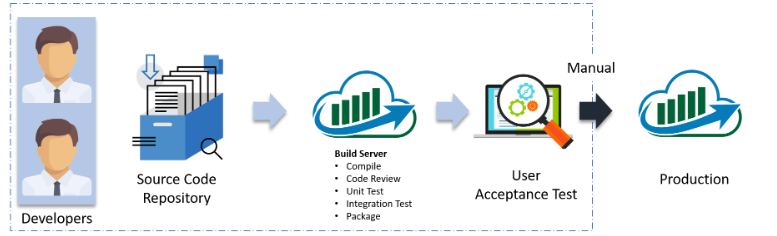 Developers
Source Code
Repository
Build Server
• Compile
• Code Review
• Unit Test
• Integration Test
• Package
User
Acceptance Test
Manual
Production